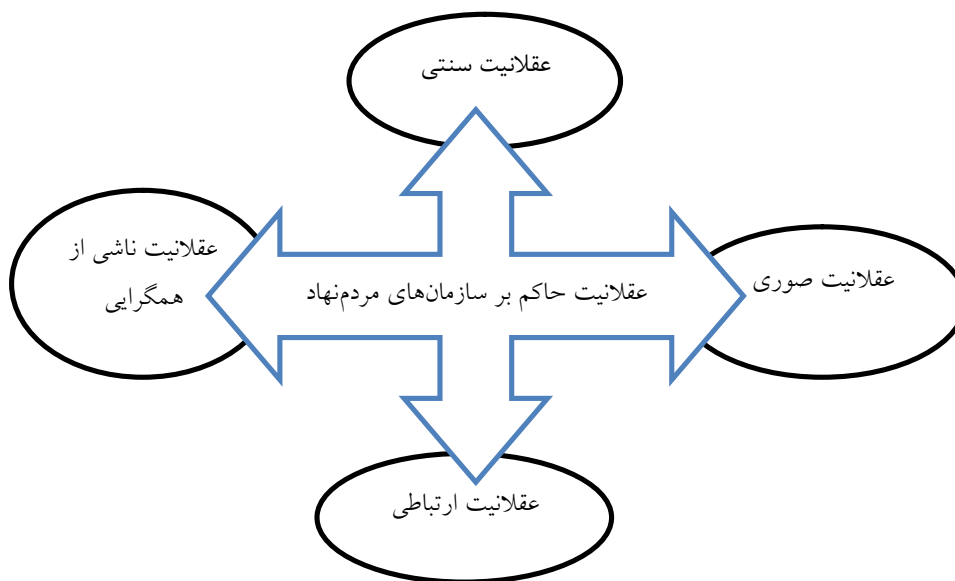 عقلانیت سنتی
عقلانیت صوری
عقلانیت حاکم بر سازمان‌های مردم‌نهاد
عقلانیت ناشی از
همگرایی
عقلانیت ارتباطی